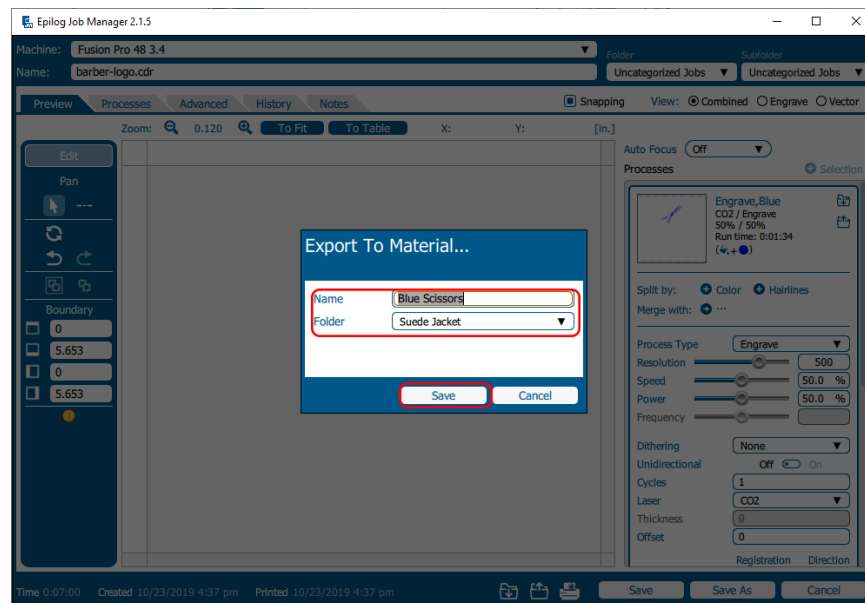 Epilog Job Manager 2.1.5
Machine: Fusion Pro 48 3.4
Folder Subfolder
Name: barber-logo.cdr Uncategorized Jobs Uncategorized Jobs
Preview Processes Advanced History Notes Snapping View: Combined Engrave Vector
Zoom: 0.120 To Fit To Table X: Y: [in.]
Edit
Pan
Boundary
0
5.653
0
5.653
Auto Focus Off
Processes Selection
Engrave,Blue
CO2 / Engrave
50% / 50%
Run time: 0:01:34
Export To Material...
Name Blue Scissors
Folder Suede Jacket
Save Cancel
Split by: Color Hairlines
Merge with: ...
Process Type Engrave
Resolution 500
Speed 50.0 %
Power 50.0 %
Frequency
Dithering None
Unidirectional Off On
Cycles 1
Laser CO2
Thickness 0
Offset 0
Registration Direction
Time 0:07:00 Created 10/23/2019 4:37 pm Printed 10/23/2019 4:37 pm Save Save As Cancel